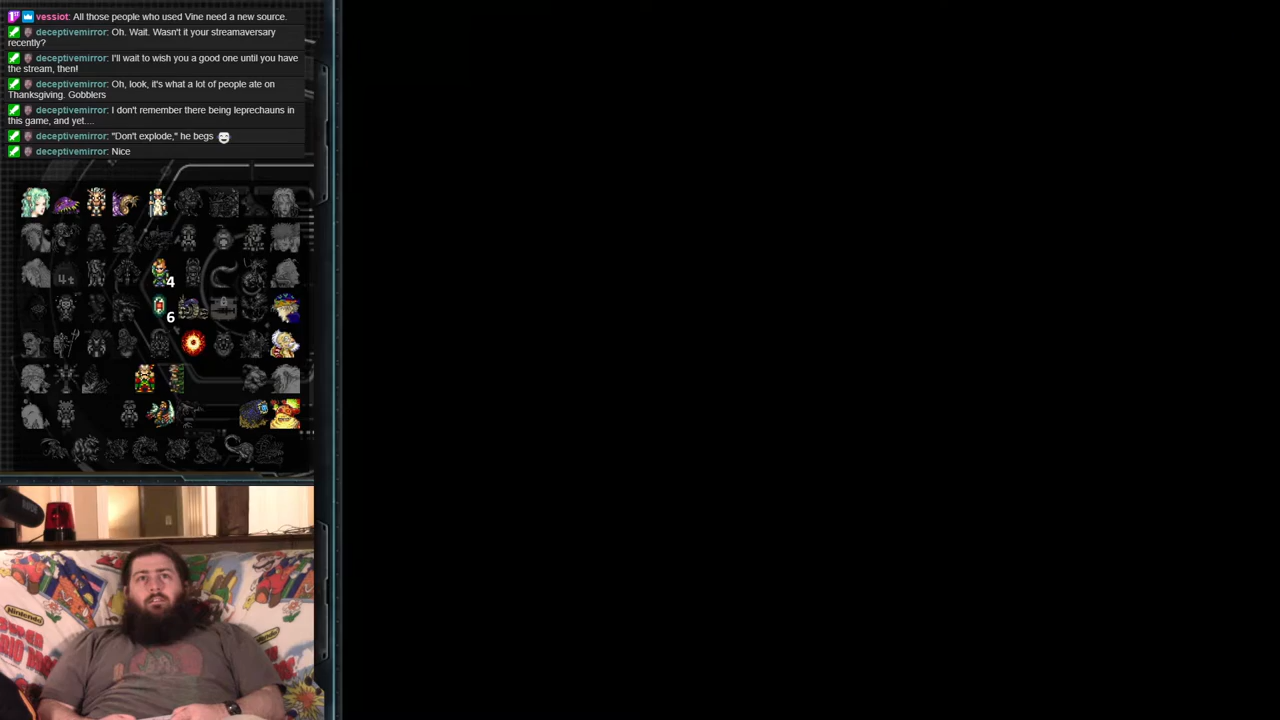 vessiot: All those people who used Vine need a new source.
deceptivemirror: Oh. Wait. Wasn't it your streamaversary
recently?
deceptivemirror: I'll wait to wish you a good one until you have
the stream, then!
deceptivemirror: Oh, look, it's what a lot of people ate on
Thanksgiving. Gobblers
deceptivemirror: I don't remember there being leprechauns in
this game, and yet....
deceptivemirror: "Don't explode," he begs
deceptivemirror: Nice
4
6
Nintendo
Nintendo